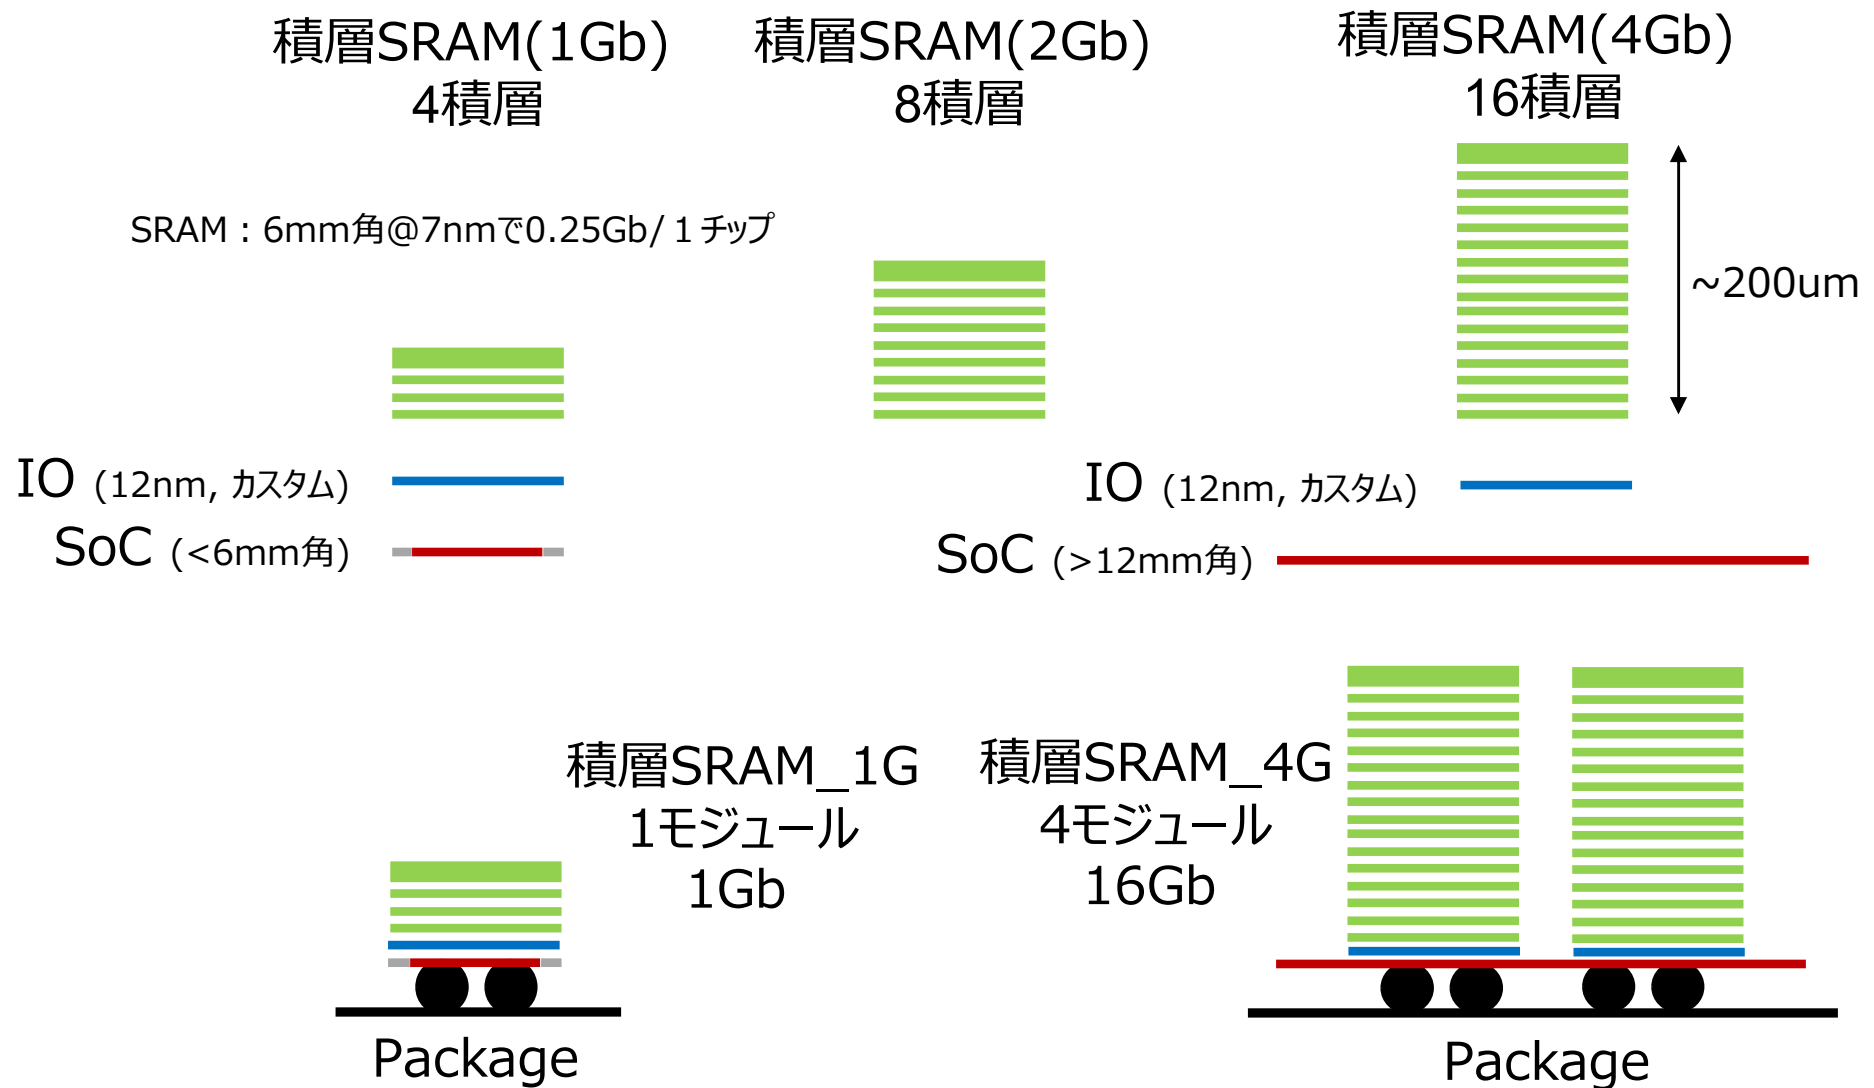 積層SRAM(1Gb)
4積層
積層SRAM(2Gb)
8積層
積層SRAM(4Gb)
16積層
SRAM：6mm角@7nmで0.25Gb/１チップ
~200um
IO (12nm, カスタム)
SoC (<6mm角)
IO (12nm, カスタム)
SoC (>12mm角)
積層SRAM_1G
1モジュール
1Gb
積層SRAM_4G
4モジュール
16Gb
Package
Package